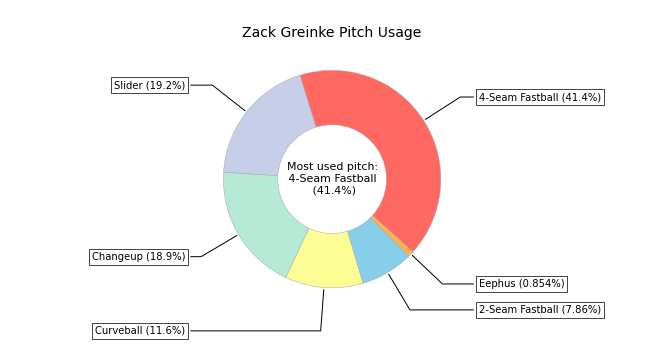 Zack Greinke Pitch Usage
Slider (19.2%)
4-Seam Fastball (41.4%)
Most used pitch:
4-Seam Fastball
(41.4%)
Changeup (18.9%)
Eephus (0.854%)
2-Seam Fastball (7.86%)
Curveball (11.6%)